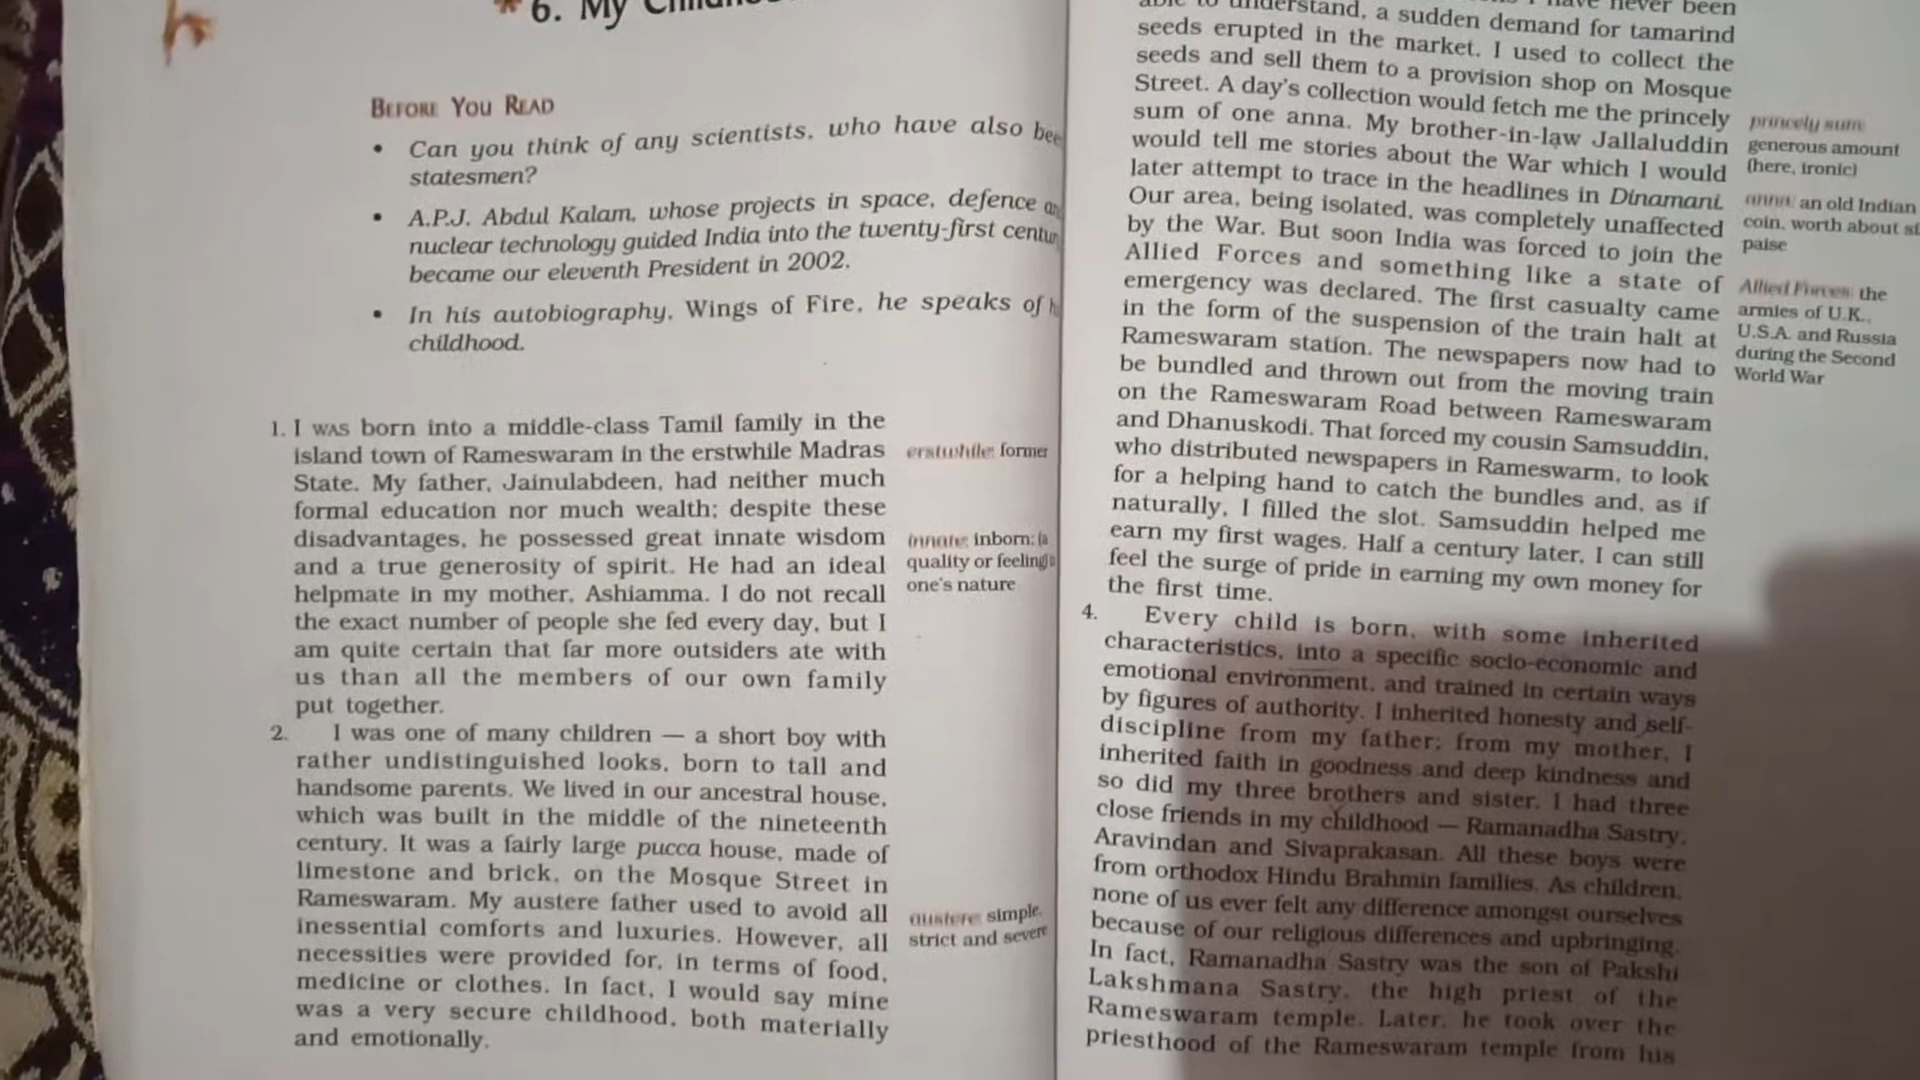 * 6. My
BEFORE YOU READ
• Can you think of any scientists, who have also
statesmen?
• A.P.J. Abdul Kalam, whose projects in space, defence
nuclear technology guided India into the twenty-first
became our eleventh President in 2002.
• In his autobiography, Wings of Fire, he speaks of
childhood.
1. I WAS born into a middle-class Tamil family in the
island town of Rameswaram in the erstwhile Madras
State. My father, Jainulabdeen, had neither much
formal education nor much wealth; despite these
disadvantages, he possessed great innate wisdom
and a true generosity of spirit. He had an ideal
helpmate in my mother, Ashiamma. I do not recall
the exact number of people she fed every day, but I
am quite certain that far more outsiders ate with
us than all the members of our own family
put together.
2. I was one of many children — a short boy with
rather undistinguished looks, born to tall and
handsome parents. We lived in our ancestral house,
which was built in the middle of the nineteenth
century. It was a fairly large pucca house, made of
limestone and brick, on the Mosque Street in
Rameswaram. My austere father used to avoid all
inessential comforts and luxuries. However, all
necessities were provided for, in terms of food,
medicine or clothes. In fact, I would say mine
was a very secure childhood, both materially
and emotionally.
erstwhile: former
innate: inborn; (a
quality or feeling)
one's nature
austere: simple,
strict and severe
have never been
able to understand, a sudden demand for tamarind
seeds erupted in the market. I used to collect the
seeds and sell them to a provision shop on Mosque
Street. A day's collection would fetch me the princely
sum of one anna. My brother-in-law Jallaluddin
would tell me stories about the War which I would
later attempt to trace in the headlines in Dinamani.
Our area, being isolated, was completely unaffected
by the War. But soon India was forced to join the
Allied Forces and something like a state of
emergency was declared. The first casualty came
in the form of the suspension of the train halt at
Rameswaram station. The newspapers now had to
be bundled and thrown out from the moving train
on the Rameswaram Road between Rameswaram
and Dhanuskodi. That forced my cousin Samsuddin,
who distributed newspapers in Rameswarm, to look
for a helping hand to catch the bundles and, as if
naturally, I filled the slot. Samsuddin helped me
earn my first wages. Half a century later, I can still
feel the surge of pride in earning my own money for
the first time.
4. Every child is born, with some inherited
characteristics, into a specific socio-economic and
emotional environment, and trained in certain ways
by figures of authority. I inherited honesty and self-
discipline from my father; from my mother, I
inherited faith in goodness and deep kindness and
so did my three brothers and sister. I had three
close friends in my childhood — Ramanadha Sastry,
Aravindan and Sivaprakasan. All these boys were
from orthodox Hindu Brahmin families. As children,
none of us ever felt any difference amongst ourselves
because of our religious differences and upbringing.
In fact, Ramanadha Sastry was the son of Pakshi
Lakshmana Sastry, the high priest of the
Rameswaram temple. Later, he took over the
priesthood of the Rameswaram temple from his
princely sum:
generous amount
(here, ironic)
anna: an old Indian
coin, worth about
paise
Allied Forces: the
armies of U.K.,
U.S.A. and Russia
during the Second
World War